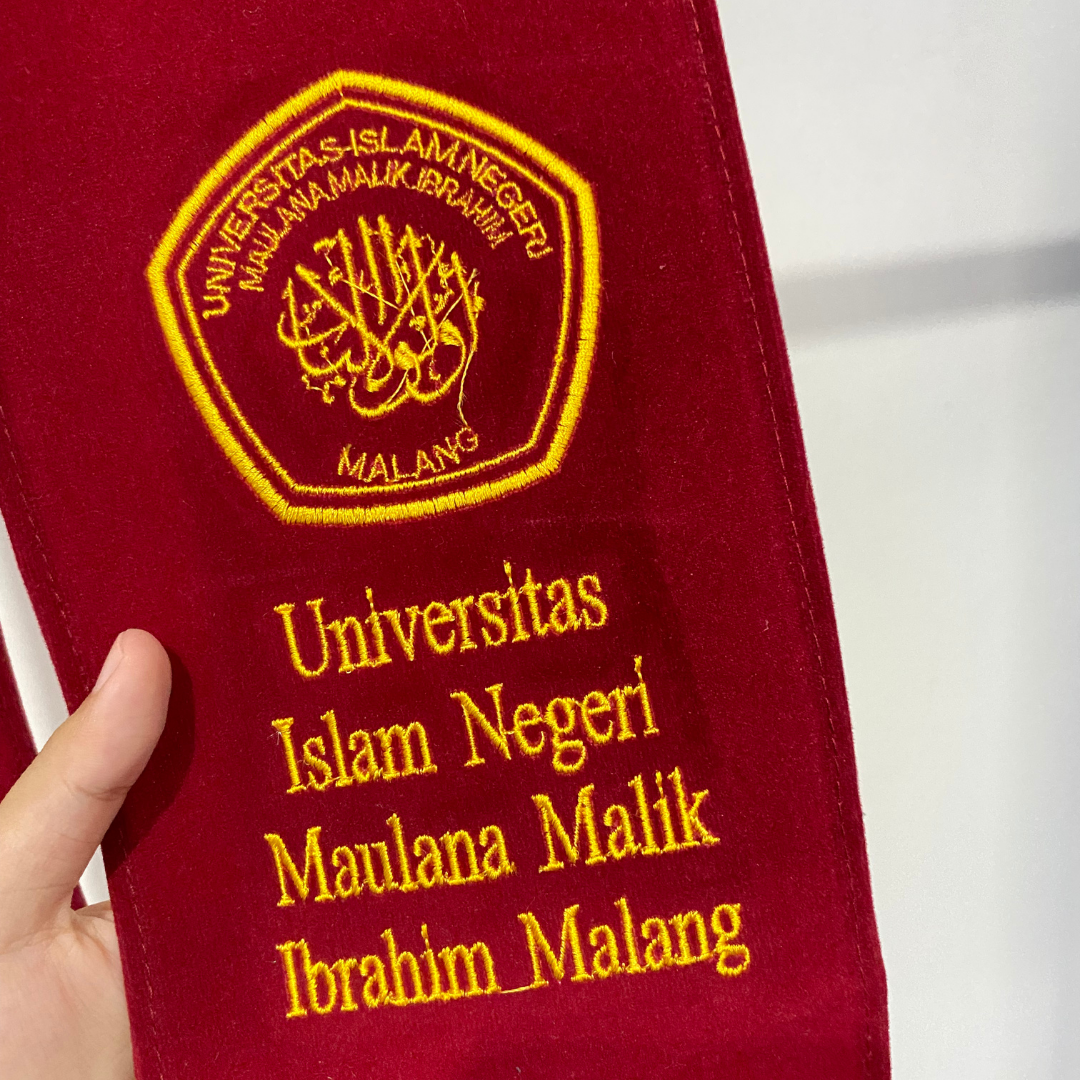 UNIVERSITAS ISLAM NEGERI
MAULANA MALIK IBRAHIM
MALANG
Universitas
Islam Negeri
Maulana Malik
Ibrahim Malang